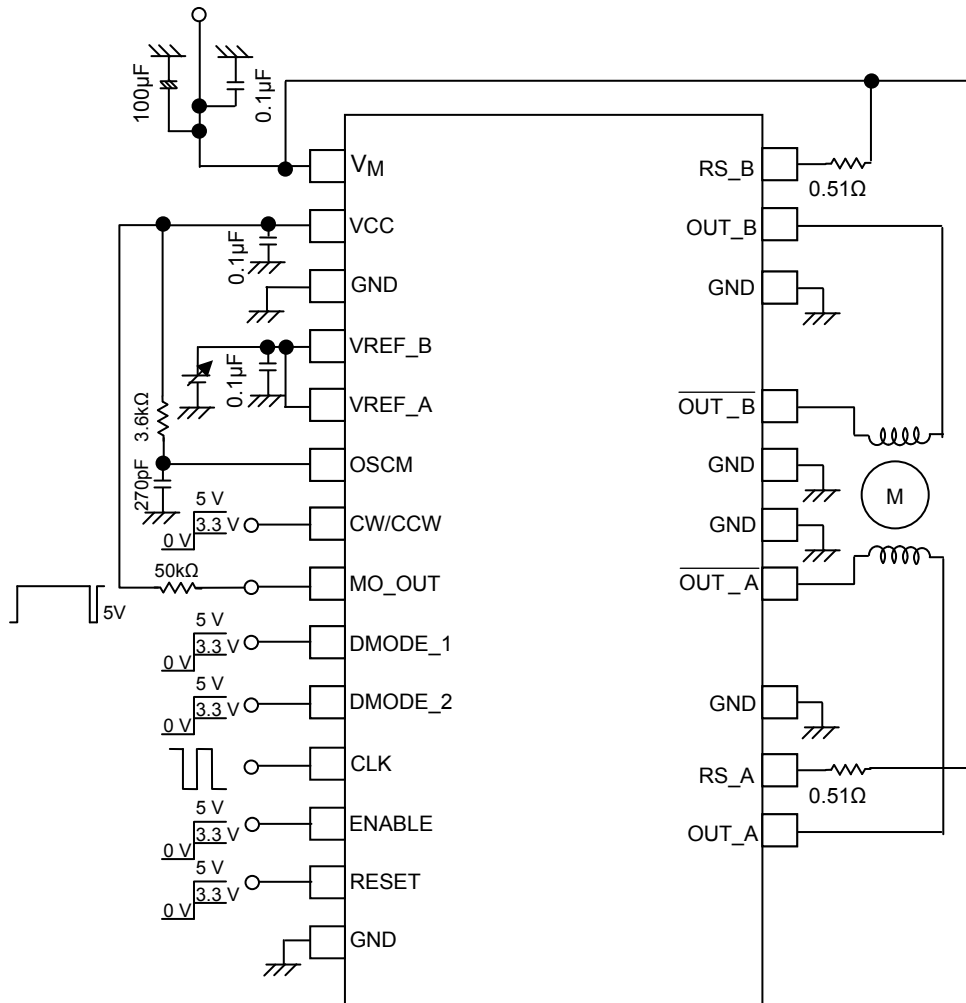 100µF
0.1µF
VM
RS_B
0.51Ω
VCC
OUT_B
0.1µF
GND
GND
VREF_B
0.1µF
VREF_A
OUT_B
3.6kΩ
OSCM
GND
270pF
M
5 V
3.3 V
0 V
CW/CCW
GND
50kΩ
MO_OUT
OUT_A
5V
5 V
3.3 V
0 V
DMODE_1
5 V
3.3 V
0 V
DMODE_2
GND
CLK
RS_A
0.51Ω
5 V
3.3 V
0 V
ENABLE
OUT_A
5 V
3.3 V
0 V
RESET
GND